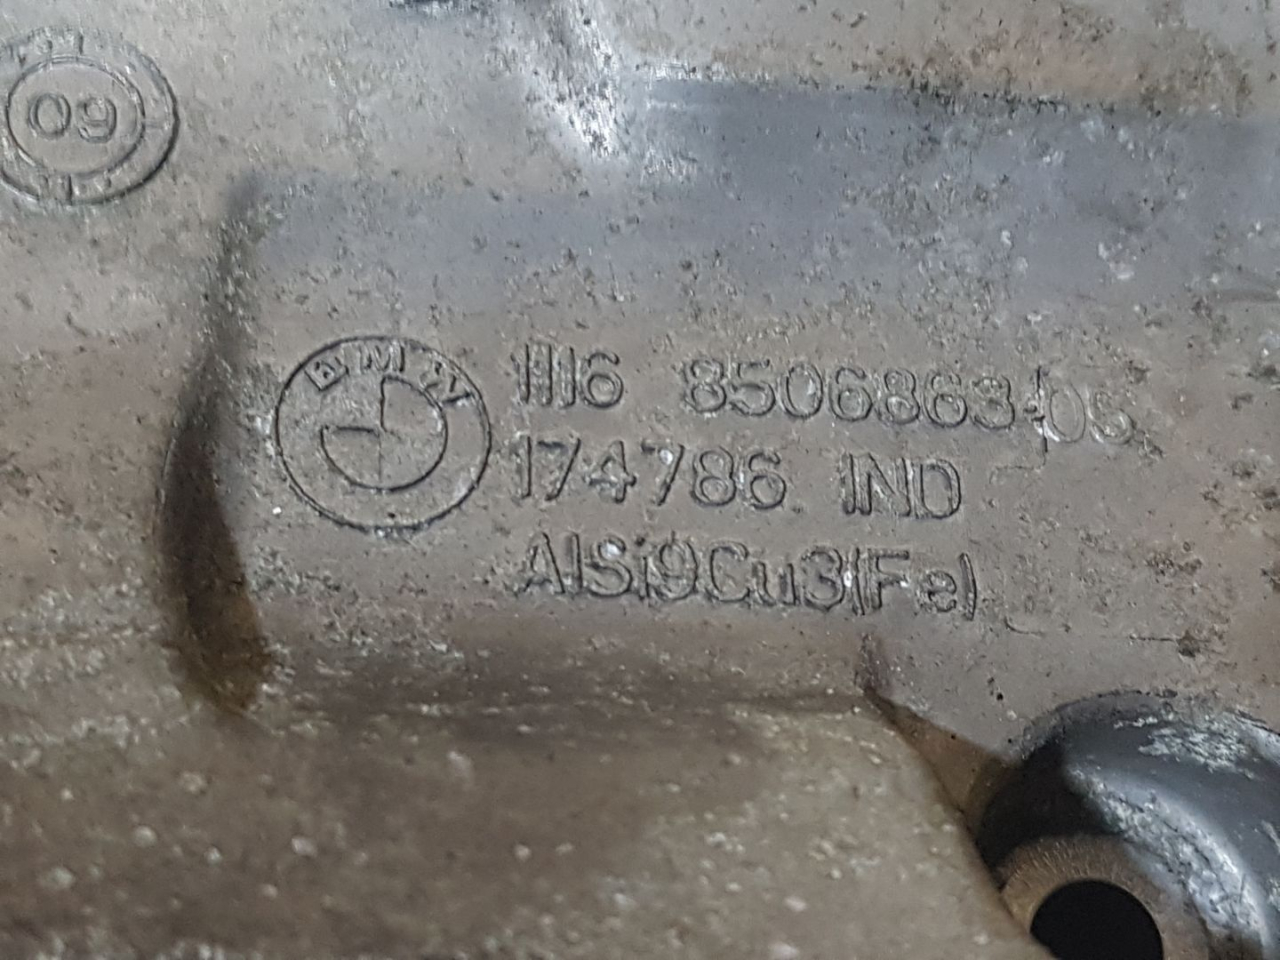 09
BMW
1116 8506863-05
174786 IND
AlSi9Cu3(Fe)